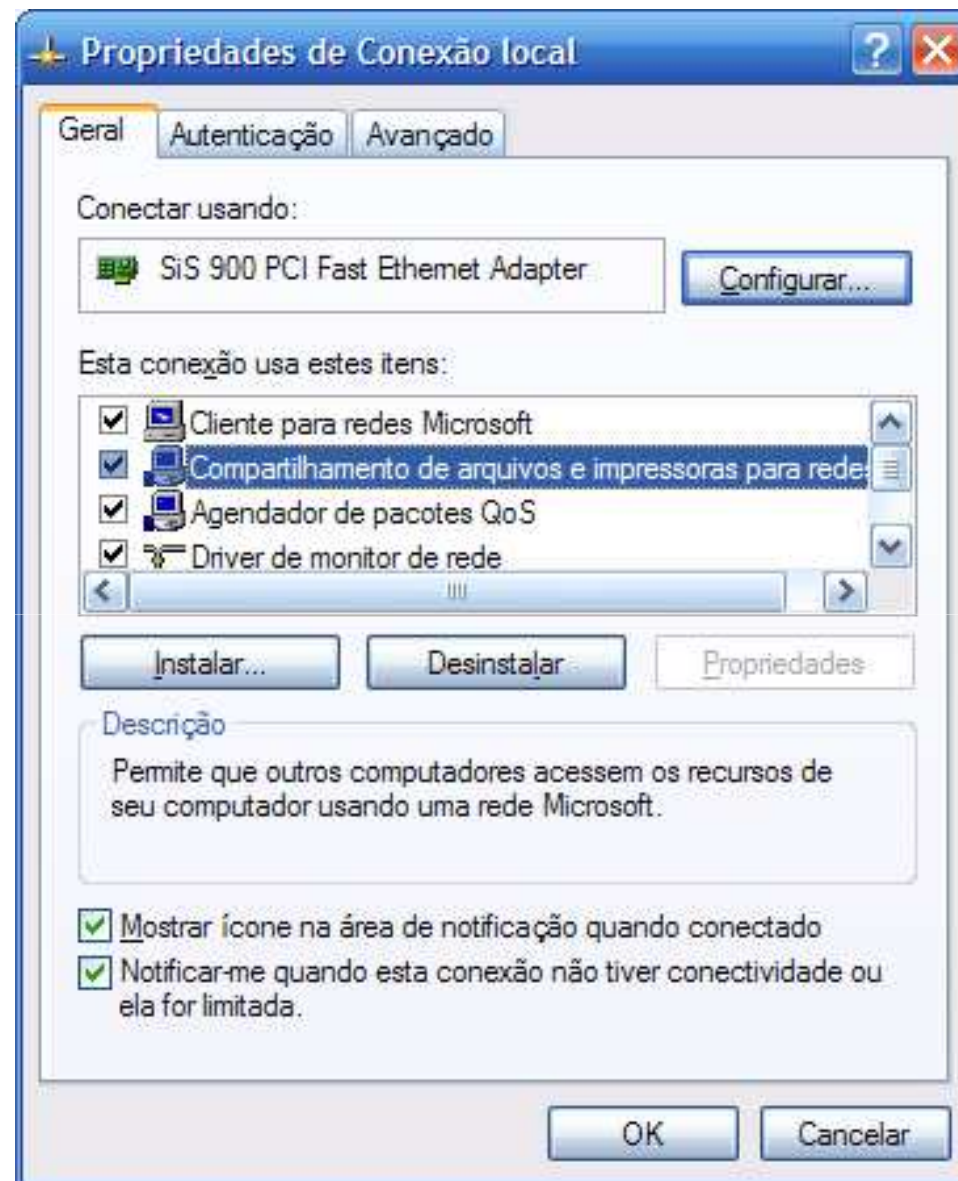 Propriedades de Conexão local
Geral
Autenticação
Avançado
Conectar usando:
SiS 900 PCI Fast Ethernet Adapter
Configurar...
Esta conexão usa estes itens:
Cliente para redes Microsoft
Compartilhamento de arquivos e impressoras para redes
Agendador de pacotes QoS
Driver de monitor de rede
Instalar...
Desinstalar
Propriedades
Descrição
Permite que outros computadores acessem os recursos de
seu computador usando uma rede Microsoft.
Mostrar ícone na área de notificação quando conectado
Notificar-me quando esta conexão não tiver conectividade ou
ela for limitada.
OK
Cancelar